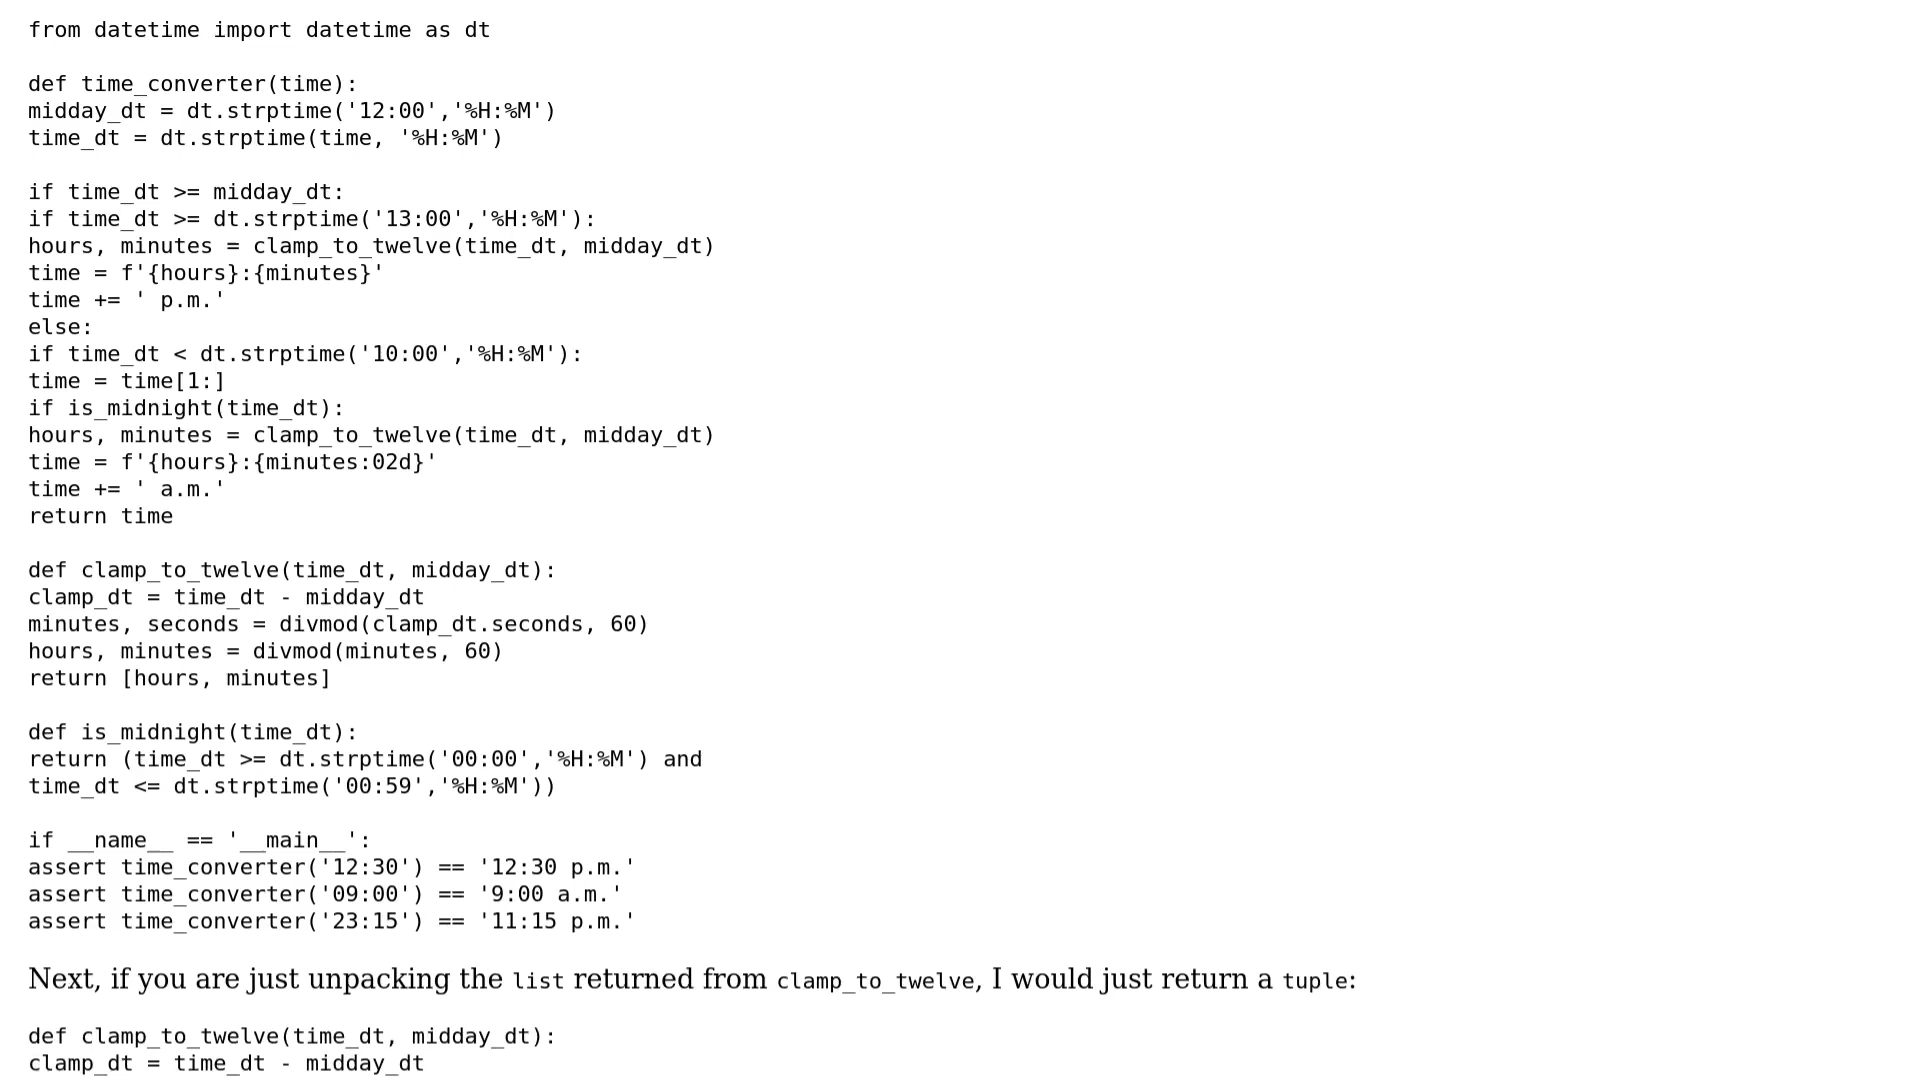 from datetime import datetime as dt

def time_converter(time):
midday_dt = dt.strptime('12:00','%H:%M')
time_dt = dt.strptime(time, '%H:%M')

if time_dt >= midday_dt:
if time_dt >= dt.strptime('13:00','%H:%M'):
hours, minutes = clamp_to_twelve(time_dt, midday_dt)
time = f'{hours}:{minutes}'
time += ' p.m.'
else:
if time_dt < dt.strptime('10:00','%H:%M'):
time = time[1:]
if is_midnight(time_dt):
hours, minutes = clamp_to_twelve(time_dt, midday_dt)
time = f'{hours}:{minutes:02d}'
time += ' a.m.'
return time

def clamp_to_twelve(time_dt, midday_dt):
clamp_dt = time_dt - midday_dt
minutes, seconds = divmod(clamp_dt.seconds, 60)
hours, minutes = divmod(minutes, 60)
return [hours, minutes]

def is_midnight(time_dt):
return (time_dt >= dt.strptime('00:00','%H:%M') and
time_dt <= dt.strptime('00:59','%H:%M'))

if __name__ == '__main__':
assert time_converter('12:30') == '12:30 p.m.'
assert time_converter('09:00') == '9:00 a.m.'
assert time_converter('23:15') == '11:15 p.m.'

Next, if you are just unpacking the list returned from clamp_to_twelve, I would just return a tuple:

def clamp_to_twelve(time_dt, midday_dt):
clamp_dt = time_dt - midday_dt